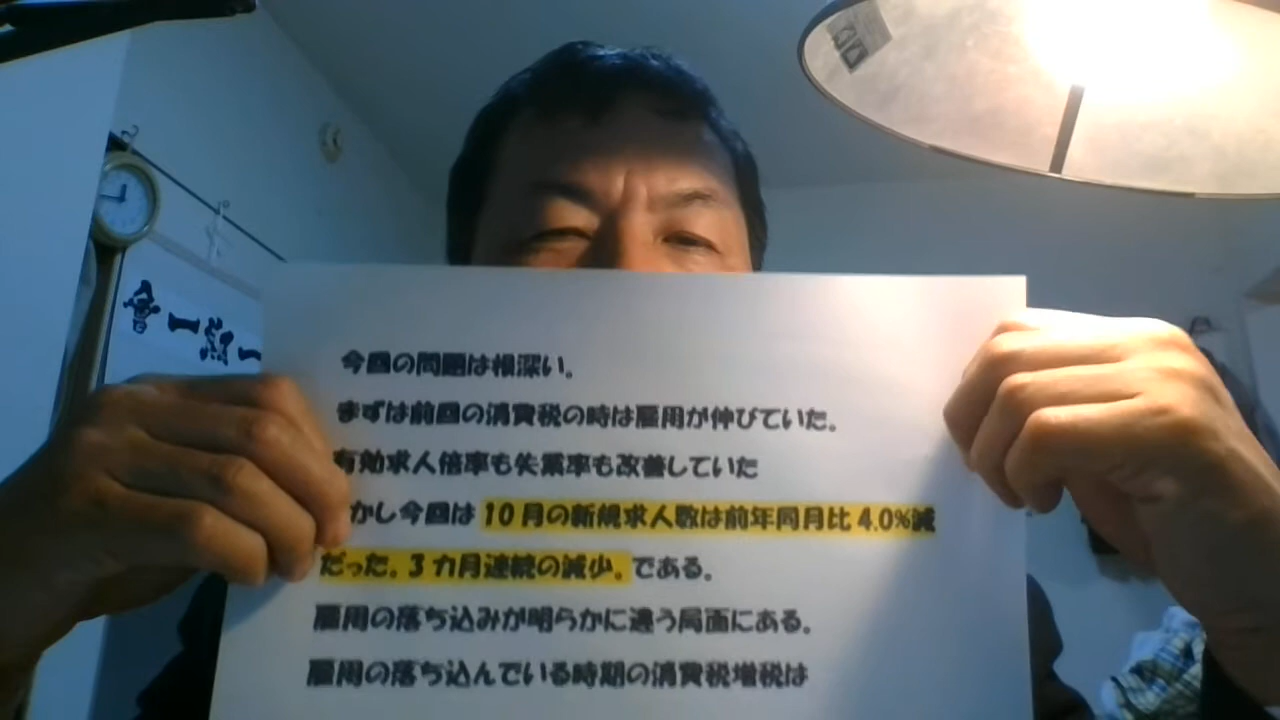 今回の問題は根深い。
まずは前回の消費税の時は雇用が伸びていた。
有効求人倍率も失業率も改善していた
かし今回は10月の新規求人数は前年同月比4.0%減
だった。3カ月連続の減少。である。
雇用の落ち込みが明らかに違う局面にある。
雇用の落ち込んでいる時期の消費税増税は